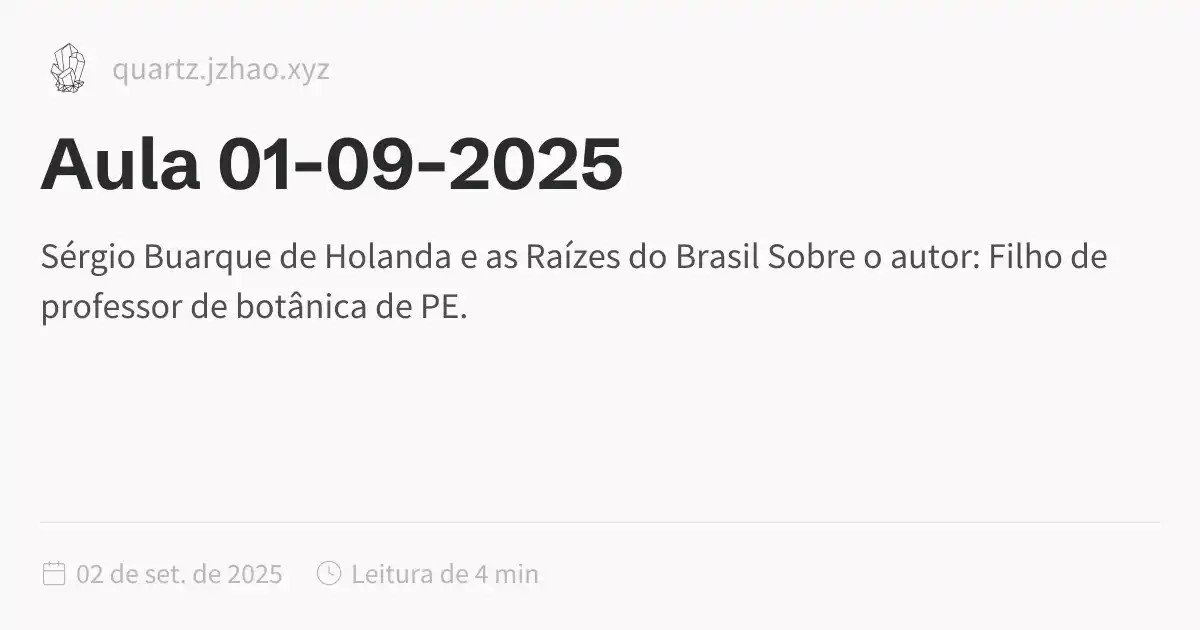 quartz.jzhao.xyz
Aula 01-09-2025
Sérgio Buarque de Holanda e as Raízes do Brasil Sobre o autor: Filho de
professor de botânica de PE.
02 de set. de 2025 Leitura de 4 min